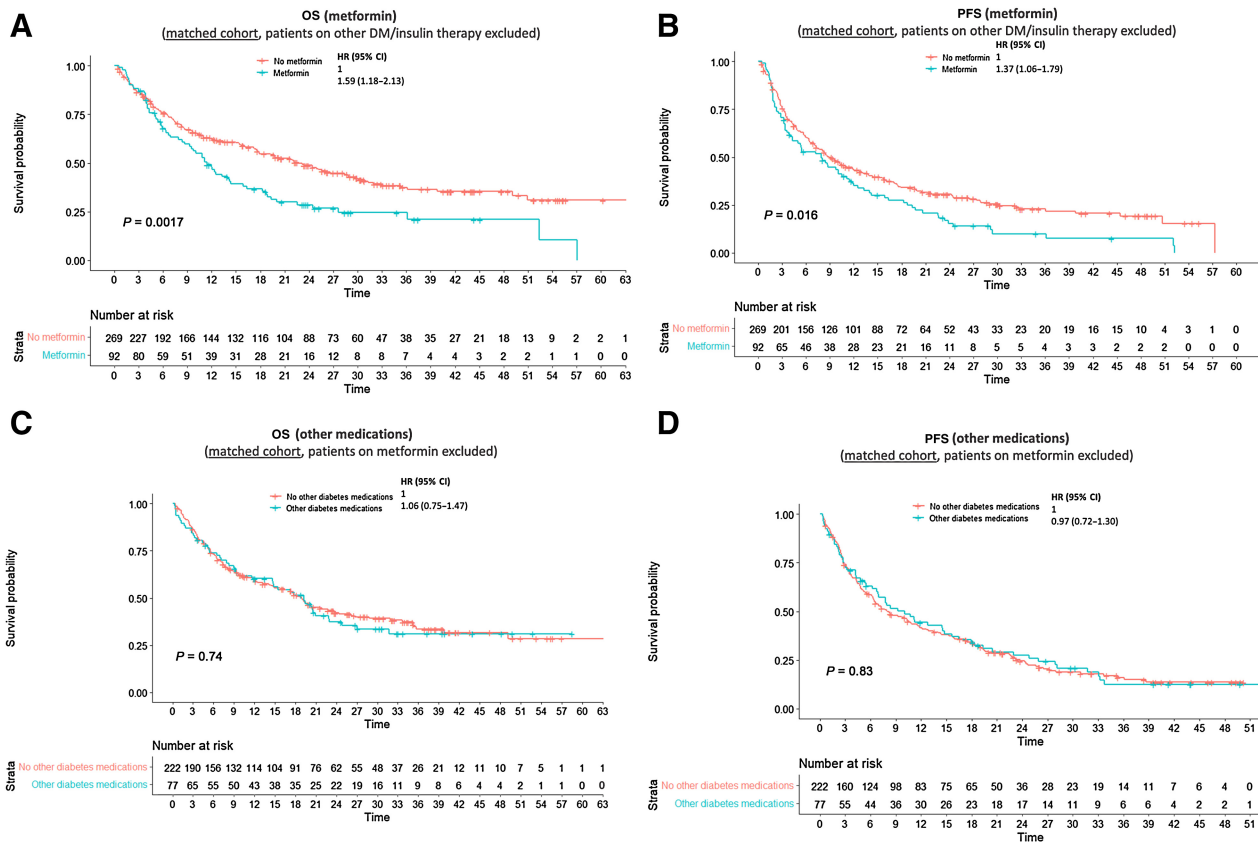 A
OS (metformin)
(matched cohort, patients on other DM/insulin therapy excluded)
HR (95% CI)
No metformin 1
Metformin 1.59 (1.18–2.13)
Survival probability
1.00
0.75
0.50
0.25
0.00
P = 0.0017
0 3 6 9 12 15 18 21 24 27 30 33 36 39 42 45 48 51 54 57 60 63
Time
Number at risk
Strata
No metformin 269 227 192 166 144 132 116 104 88 73 60 47 38 35 27 21 18 13 9 2 2 1
Metformin 92 80 59 51 39 31 28 21 16 12 8 8 7 4 4 3 2 2 1 1 0 0
0 3 6 9 12 15 18 21 24 27 30 33 36 39 42 45 48 51 54 57 60 63
Time
B
PFS (metformin)
(matched cohort, patients on other DM/insulin therapy excluded)
HR (95% CI)
No metformin 1
Metformin 1.37 (1.06–1.79)
Survival probability
1.00
0.75
0.50
0.25
0.00
P = 0.016
0 3 6 9 12 15 18 21 24 27 30 33 36 39 42 45 48 51 54 57 60
Time
Number at risk
Strata
No metformin 269 201 156 126 101 88 72 64 52 43 33 23 20 19 16 15 10 4 3 1 0
Metformin 92 65 46 38 28 23 21 16 11 8 5 5 4 3 3 2 2 2 0 0 0
0 3 6 9 12 15 18 21 24 27 30 33 36 39 42 45 48 51 54 57 60
Time
C
OS (other medications)
(matched cohort, patients on metformin excluded)
HR (95% CI)
No other diabetes medications 1
Other diabetes medications 1.06 (0.75–1.47)
Survival probability
1.00
0.75
0.50
0.25
0.00
P = 0.74
0 3 6 9 12 15 18 21 24 27 30 33 36 39 42 45 48 51 54 57 60 63
Time
Number at risk
Strata
No other diabetes medications 222 190 156 132 114 104 91 76 62 55 48 37 26 21 12 11 10 7 5 1 1 1
Other diabetes medications 77 65 55 50 43 38 35 25 22 19 16 11 9 8 6 4 4 2 1 1 0 0
0 3 6 9 12 15 18 21 24 27 30 33 36 39 42 45 48 51 54 57 60 63
Time
D
PFS (other medications)
(matched cohort, patients on metformin excluded)
HR (95% CI)
No other diabetes medications 1
Other diabetes medications 0.97 (0.72–1.30)
Survival probability
1.00
0.75
0.50
0.25
0.00
P = 0.83
0 3 6 9 12 15 18 21 24 27 30 33 36 39 42 45 48 51
Time
Number at risk
Strata
No other diabetes medications 222 160 124 98 83 75 65 50 36 28 23 19 14 11 7 6 4 0
Other diabetes medications 77 55 44 36 30 26 23 18 17 14 11 9 6 6 4 2 2 1
0 3 6 9 12 15 18 21 24 27 30 33 36 39 42 45 48 51
Time